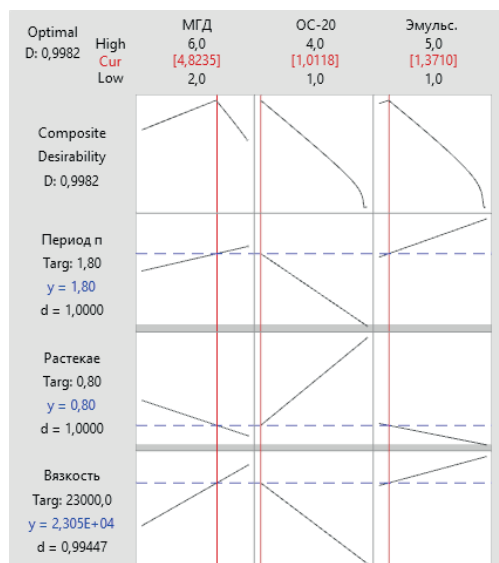 Optimal
D: 0,9982
High
Cur
Low
МГД
6,0
[4,8235]
2,0
ОС-20
4,0
[1,0118]
1,0
Эмульс.
5,0
[1,3710]
1,0
Composite
Desirability
D: 0,9982
Период п
Targ: 1,80
y = 1,80
d = 1,0000
Растекае
Targ: 0,80
y = 0,80
d = 1,0000
Вязкость
Targ: 23000,0
y = 2,305E+04
d = 0,99447